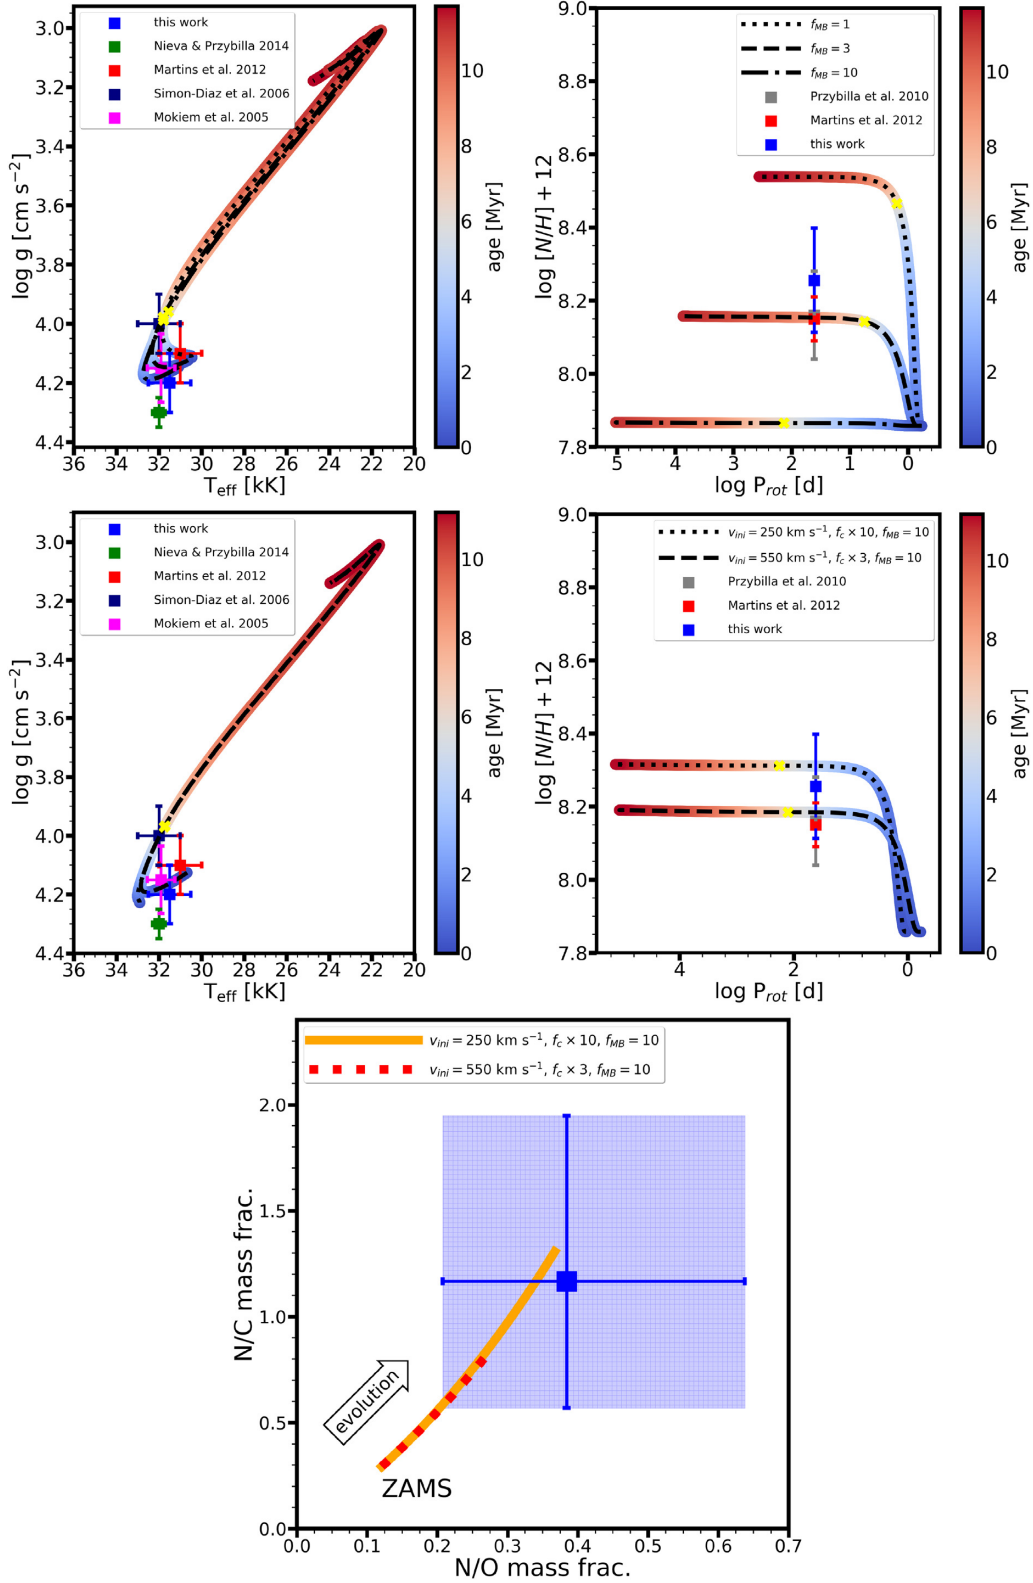 this work
Nieva & Przybilla 2014
Martins et al. 2012
Simon-Diaz et al. 2006
Mokiem et al. 2005
3.0
3.2
3.4
3.6
3.8
4.0
4.2
4.4
log g [cm s⁻²]
36 34 32 30 28 26 24 22 20
T_eff [kK]
10
8
6
4
2
0
age [Myr]
f_MB = 1
f_MB = 3
f_MB = 10
Przybilla et al. 2010
Martins et al. 2012
this work
9.0
8.8
8.6
8.4
8.2
8.0
7.8
log [N/H] + 12
5 4 3 2 1 0
log P_rot [d]
10
8
6
4
2
0
age [Myr]
this work
Nieva & Przybilla 2014
Martins et al. 2012
Simon-Diaz et al. 2006
Mokiem et al. 2005
3.0
3.2
3.4
3.6
3.8
4.0
4.2
4.4
log g [cm s⁻²]
36 34 32 30 28 26 24 22 20
T_eff [kK]
10
8
6
4
2
0
age [Myr]
v_ini = 250 km s⁻¹, f_c × 10, f_MB = 10
v_ini = 550 km s⁻¹, f_c × 3, f_MB = 10
Przybilla et al. 2010
Martins et al. 2012
this work
9.0
8.8
8.6
8.4
8.2
8.0
7.8
log [N/H] + 12
4 2 0
log P_rot [d]
10
8
6
4
2
0
age [Myr]
v_ini = 250 km s⁻¹, f_c × 10, f_MB = 10
v_ini = 550 km s⁻¹, f_c × 3, f_MB = 10
2.0
1.5
1.0
0.5
0.0
N/C mass frac.
evolution
ZAMS
0.0 0.1 0.2 0.3 0.4 0.5 0.6 0.7
N/O mass frac.